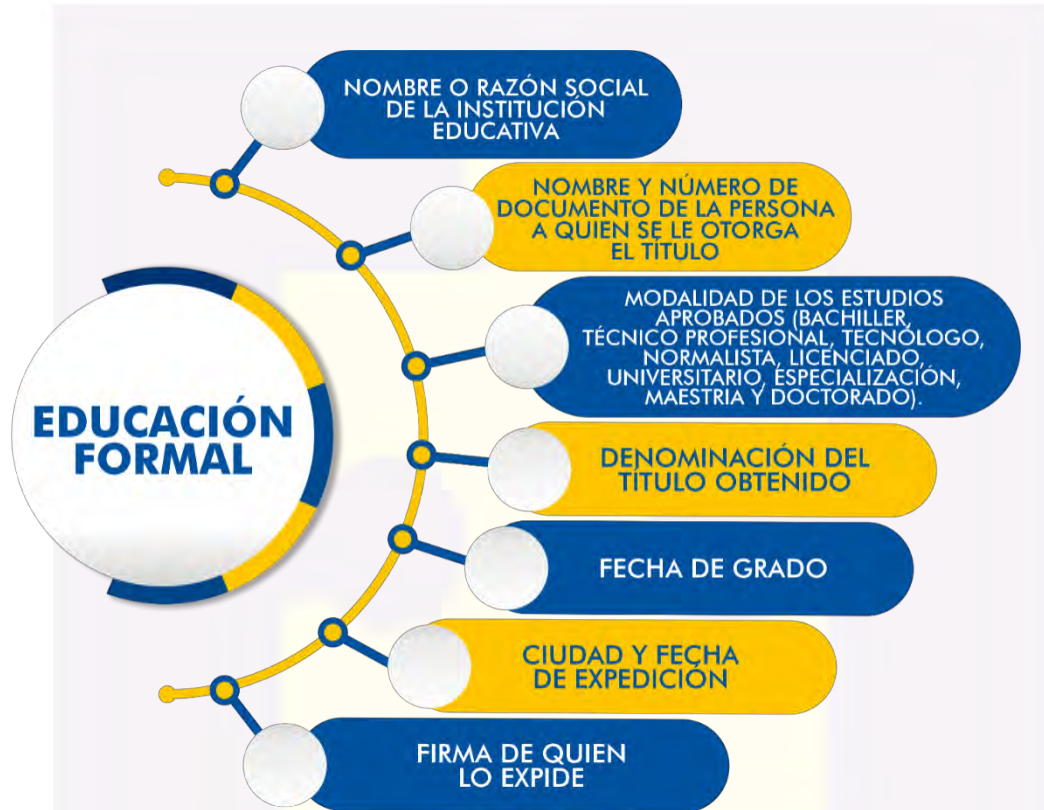 NOMBRE O RAZÓN SOCIAL
DE LA INSTITUCIÓN
EDUCATIVA
NOMBRE Y NÚMERO DE
DOCUMENTO DE LA PERSONA
A QUIEN SE LE OTORGA
EL TÍTULO
MODALIDAD DE LOS ESTUDIOS
APROBADOS (BACHILLER,
TÉCNICO PROFESIONAL, TECNÓLOGO,
NORMALISTA, LICENCIADO,
UNIVERSITARIO, ESPECIALIZACIÓN,
MAESTRIA Y DOCTORADO).
EDUCACIÓN
FORMAL
DENOMINACIÓN DEL
TÍTULO OBTENIDO
FECHA DE GRADO
CIUDAD Y FECHA
DE EXPEDICIÓN
FIRMA DE QUIEN
LO EXPIDE